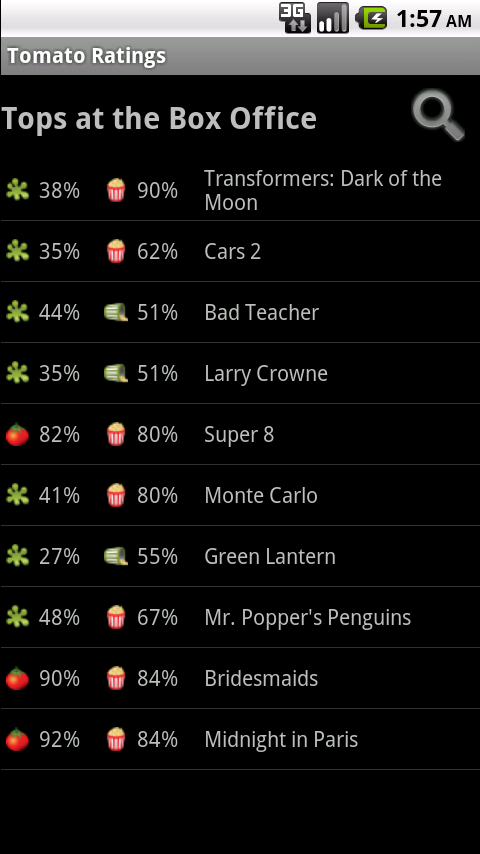 3G 1:57 AM
Tomato Ratings
Tops at the Box Office
38% 90% Transformers: Dark of the
Moon
35% 62% Cars 2
44% 51% Bad Teacher
35% 51% Larry Crowne
82% 80% Super 8
41% 80% Monte Carlo
27% 55% Green Lantern
48% 67% Mr. Popper's Penguins
90% 84% Bridesmaids
92% 84% Midnight in Paris